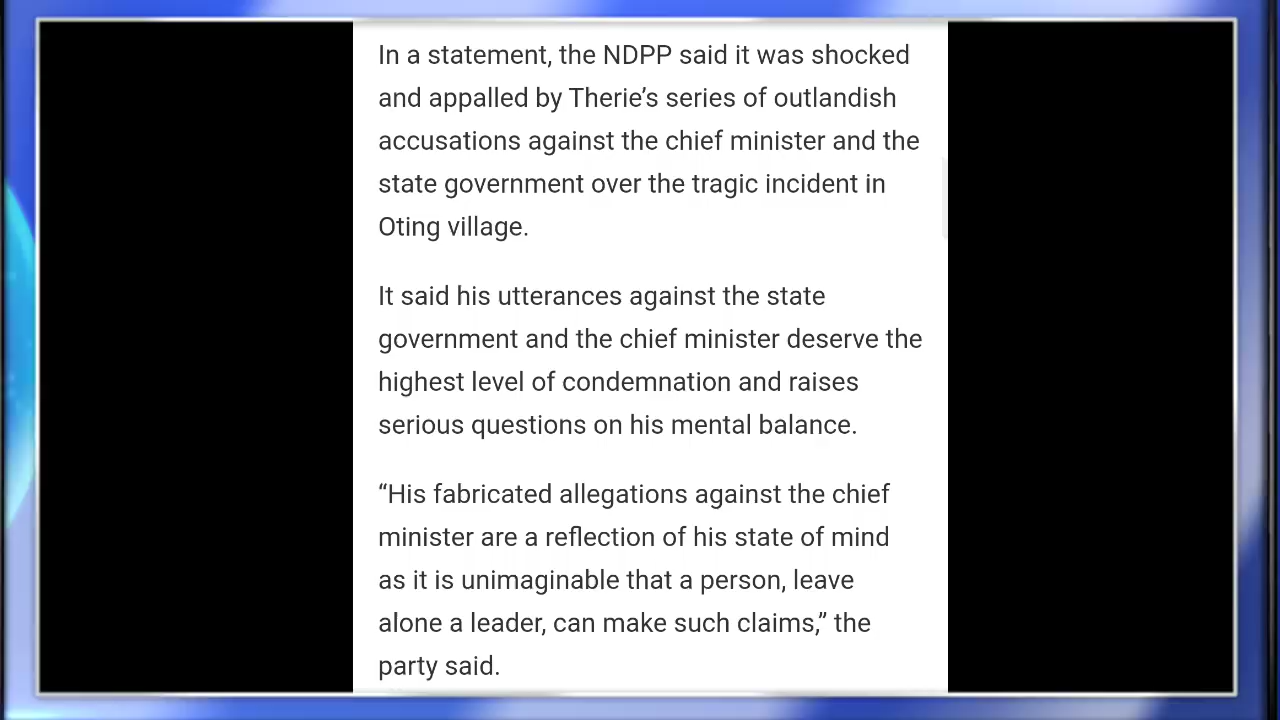 In a statement, the NDPP said it was shocked
and appalled by Therie’s series of outlandish
accusations against the chief minister and the
state government over the tragic incident in
Oting village.
It said his utterances against the state
government and the chief minister deserve the
highest level of condemnation and raises
serious questions on his mental balance.
“His fabricated allegations against the chief
minister are a reflection of his state of mind
as it is unimaginable that a person, leave
alone a leader, can make such claims,” the
party said.